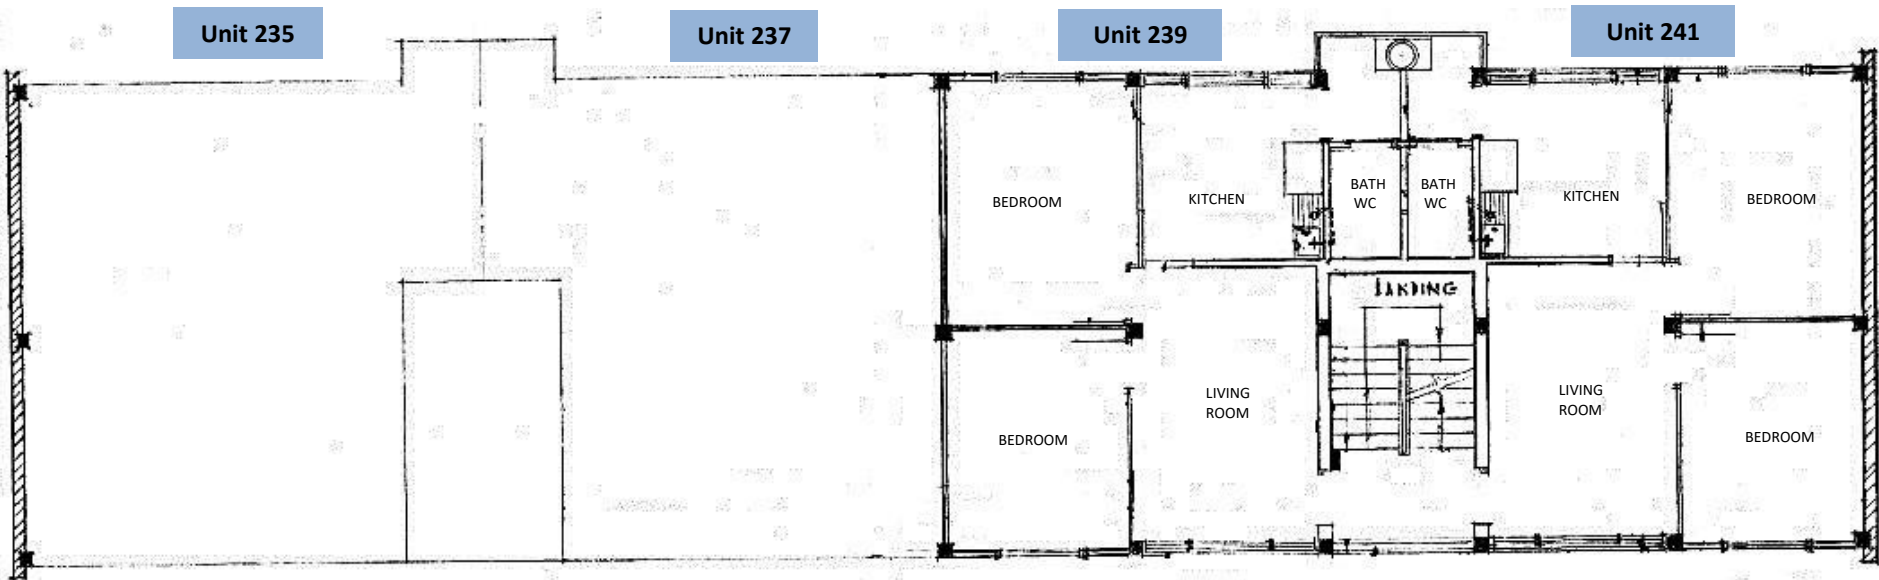 Unit 235
Unit 237
Unit 239
Unit 241
BEDROOM
KITCHEN
BATH
WC
BATH
WC
KITCHEN
BEDROOM
LANDING
LIVING
ROOM
LIVING
ROOM
BEDROOM
BEDROOM